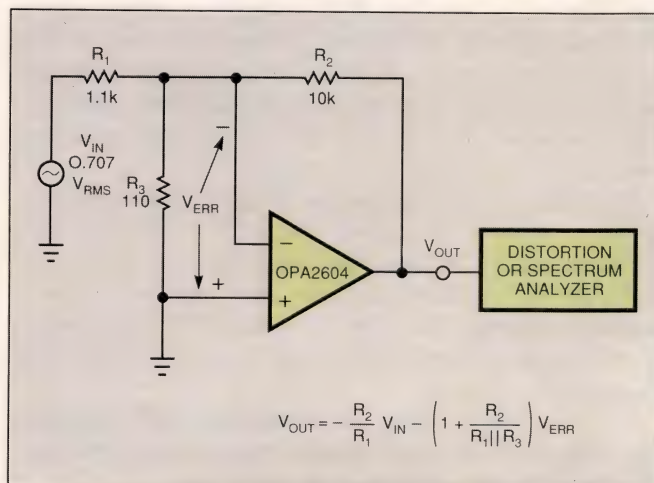 R1
1.1k
R2
10k
VIN
0.707
VRMS
R3
110
−
VERR
+
−
OPA2604
+
VOUT
DISTORTION
OR SPECTRUM
ANALYZER
VOUT = − R2/R1 VIN − (1 + R2/R1||R3) VERR